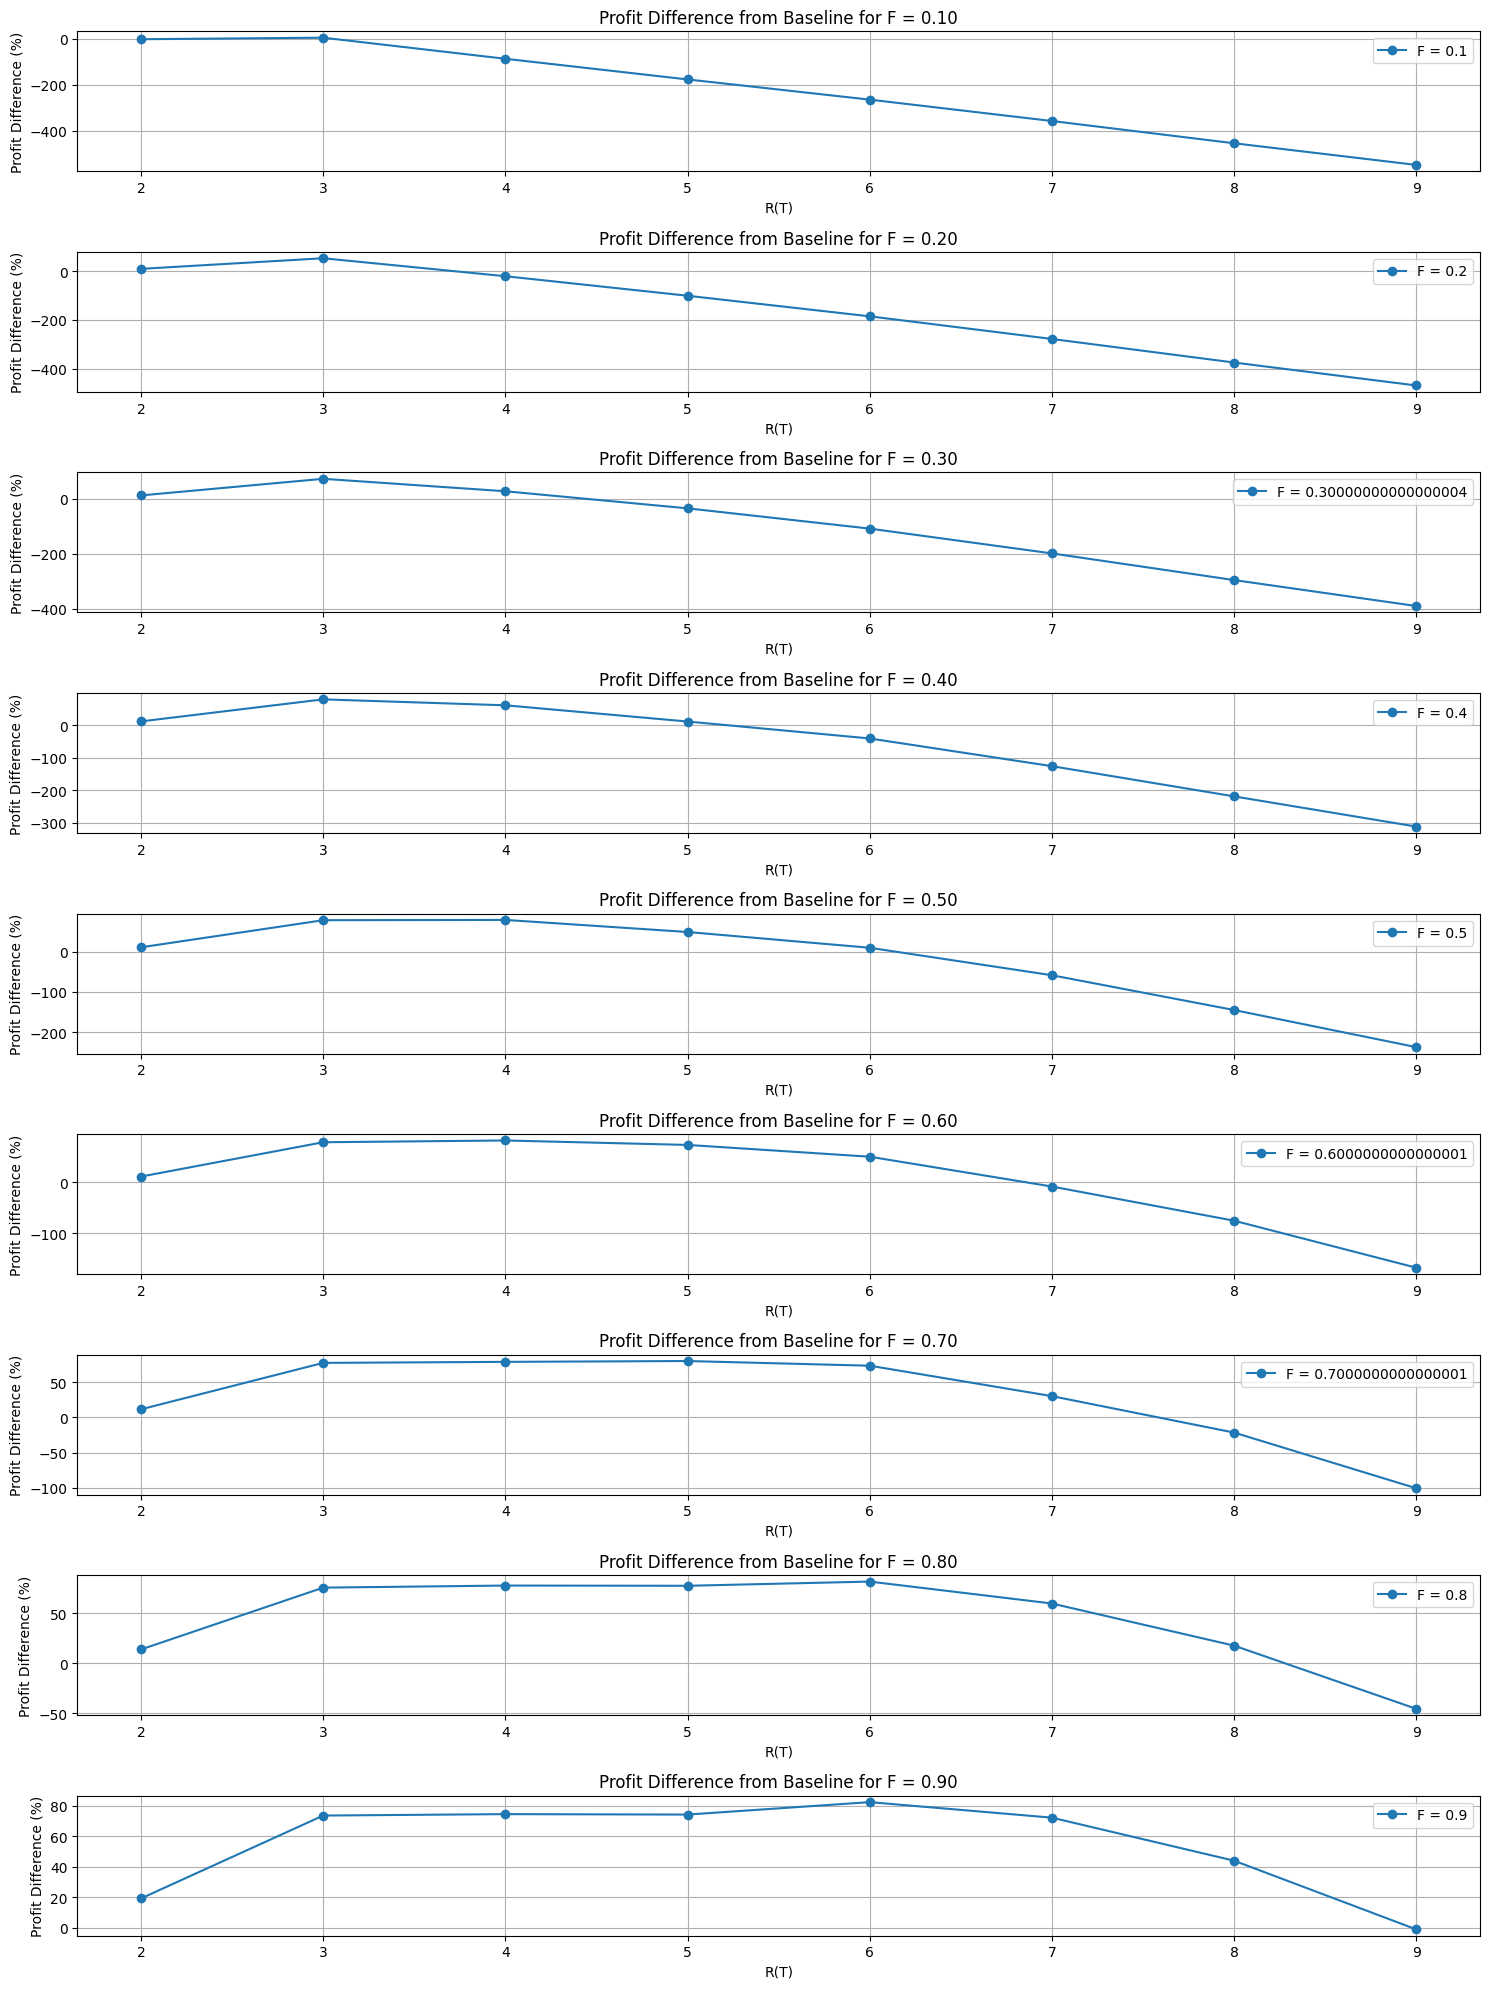 Profit Difference from Baseline for F = 0.10
Profit Difference (%)
0
−200
−400
F = 0.1
2 3 4 5 6 7 8 9
R(T)
Profit Difference from Baseline for F = 0.20
Profit Difference (%)
0
−200
−400
F = 0.2
2 3 4 5 6 7 8 9
R(T)
Profit Difference from Baseline for F = 0.30
Profit Difference (%)
0
−200
−400
F = 0.30000000000000004
2 3 4 5 6 7 8 9
R(T)
Profit Difference from Baseline for F = 0.40
Profit Difference (%)
0
−100
−200
−300
F = 0.4
2 3 4 5 6 7 8 9
R(T)
Profit Difference from Baseline for F = 0.50
Profit Difference (%)
0
−100
−200
F = 0.5
2 3 4 5 6 7 8 9
R(T)
Profit Difference from Baseline for F = 0.60
Profit Difference (%)
0
−100
F = 0.6000000000000001
2 3 4 5 6 7 8 9
R(T)
Profit Difference from Baseline for F = 0.70
Profit Difference (%)
50
0
−50
−100
F = 0.7000000000000001
2 3 4 5 6 7 8 9
R(T)
Profit Difference from Baseline for F = 0.80
Profit Difference (%)
50
0
−50
F = 0.8
2 3 4 5 6 7 8 9
R(T)
Profit Difference from Baseline for F = 0.90
Profit Difference (%)
80
60
40
20
0
F = 0.9
2 3 4 5 6 7 8 9
R(T)